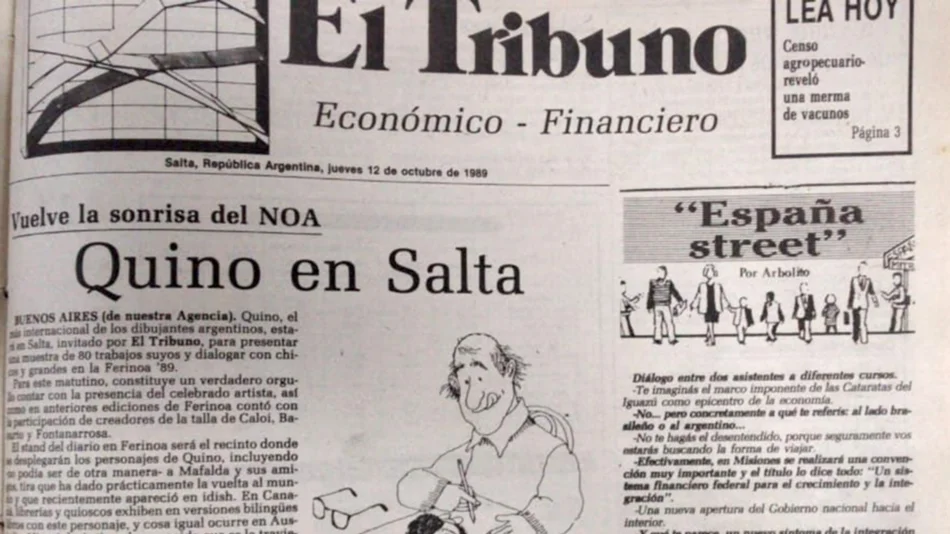 El Tribuno
Económico - Financiero
LEA HOY
Censo
agropecuario-
reveló
una merma
de vacunos
Página 3
Salta, República Argentina, jueves 12 de octubre de 1989
Vuelve la sonrisa del NOA
Quino en Salta
BUENOS AIRES (de nuestra Agencia). Quino, el
internacional de los dibujantes argentinos, esta-
en Salta, invitado por El Tribuno, para presentar
muestra de 80 trabajos suyos y dialogar con chi-
y grandes en la Ferinoa '89.
Para este matutino, constituye un verdadero orgu-
contar con la presencia del celebrado artista, así
como en anteriores ediciones de Ferinoa contó con
participación de creadores de la talla de Caloi, Ba-
y Fontanarrosa.
El stand del diario en Ferinoa será el recinto donde
desplegarán los personajes de Quino, incluyendo
podía ser de otra manera- a Mafalda y sus ami-
tira que ha dado prácticamente la vuelta al mun-
y que recientemente apareció en idish. En Cana-
librerías y quioscos exhiben en versiones bilingües
con este personaje, y cosa igual ocurre en Aus-
"España
street"
Por Arbolito
Diálogo entre dos asistentes a diferentes cursos.
-Te imaginás el marco imponente de las Cataratas del
Iguazú como epicentro de la economía.
-No... pero concretamente a qué te referís: al lado bra-
sileño o al argentino...
-No te hagás el desentendido, porque seguramente vos
estarás buscando la forma de viajar.
-Efectivamente, en Misiones se realizará una conven-
ción muy importante y el título lo dice todo: "Un sis-
tema financiero federal para el crecimiento y la inte-
gración".
-Una nueva apertura del Gobierno nacional hacia el
interior.
un nuevo síntoma de la integración